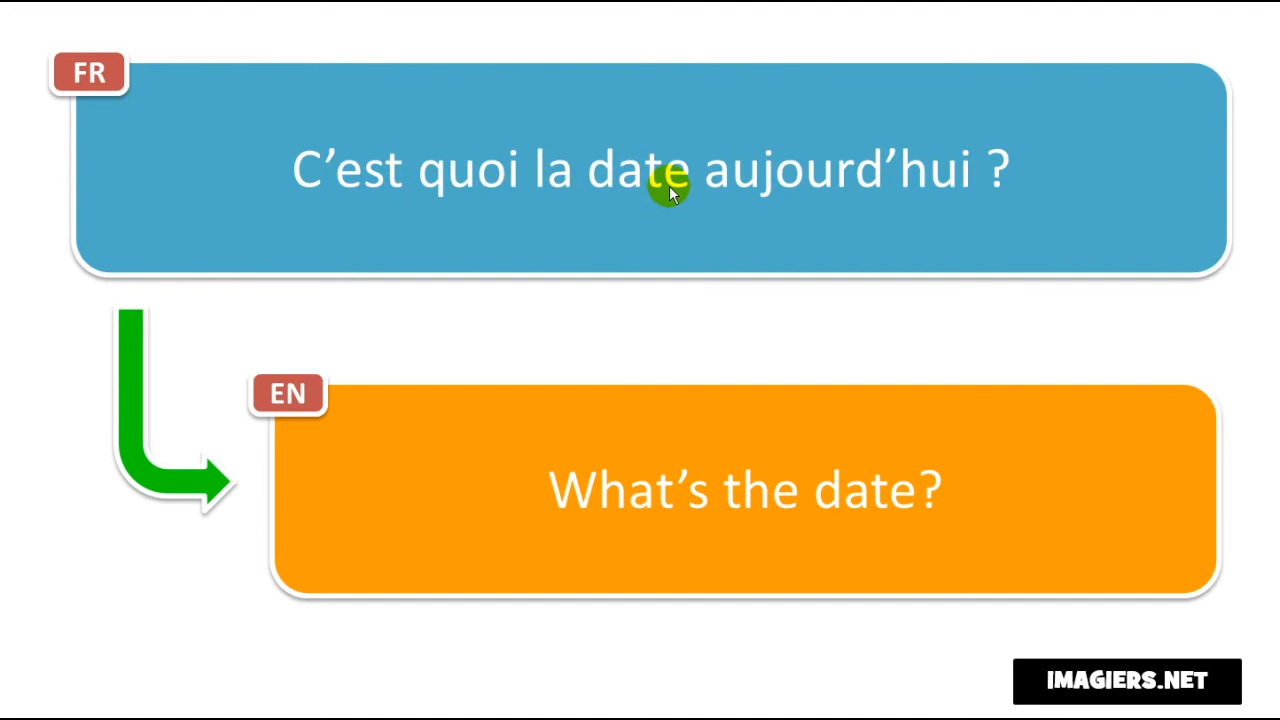 FR
C’est quoi la date aujourd’hui ?
EN
What’s the date?
IMAGIERS.NET